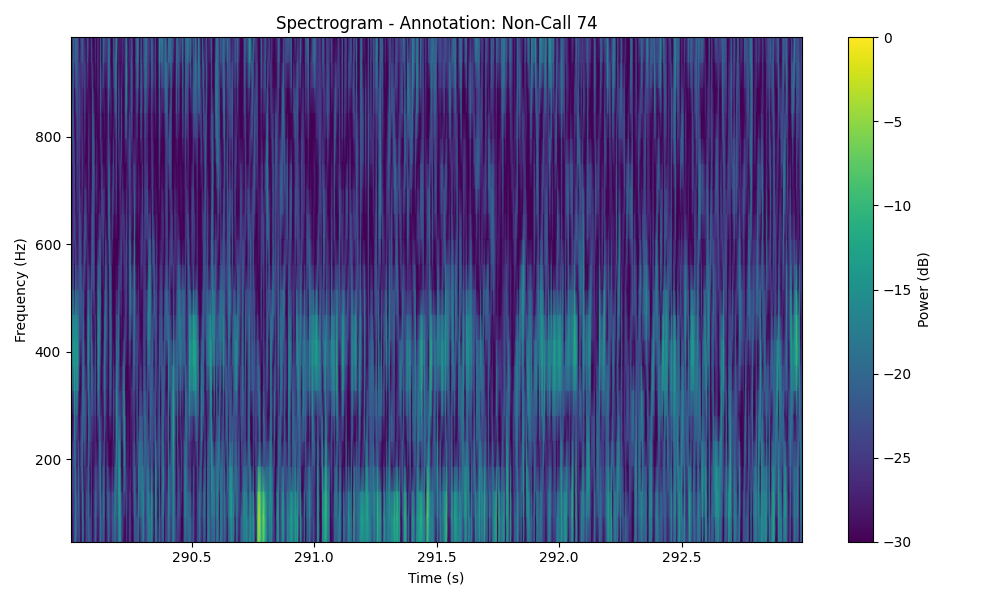 Spectrogram - Annotation: Non-Call 74
Frequency (Hz)
800
600
400
200
290.5 291.0 291.5 292.0 292.5
Time (s)
0
−5
−10
−15
−20
−25
−30
Power (dB)